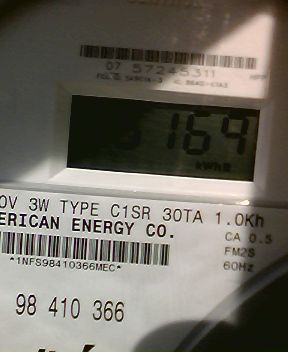 07 57245311
kWh
0V 3W TYPE C1SR 30TA 1.0Kh
ERICAN ENERGY CO.
CA 0.5
FM2S
*1NFS98410366MEC*
60Hz
98 410 366